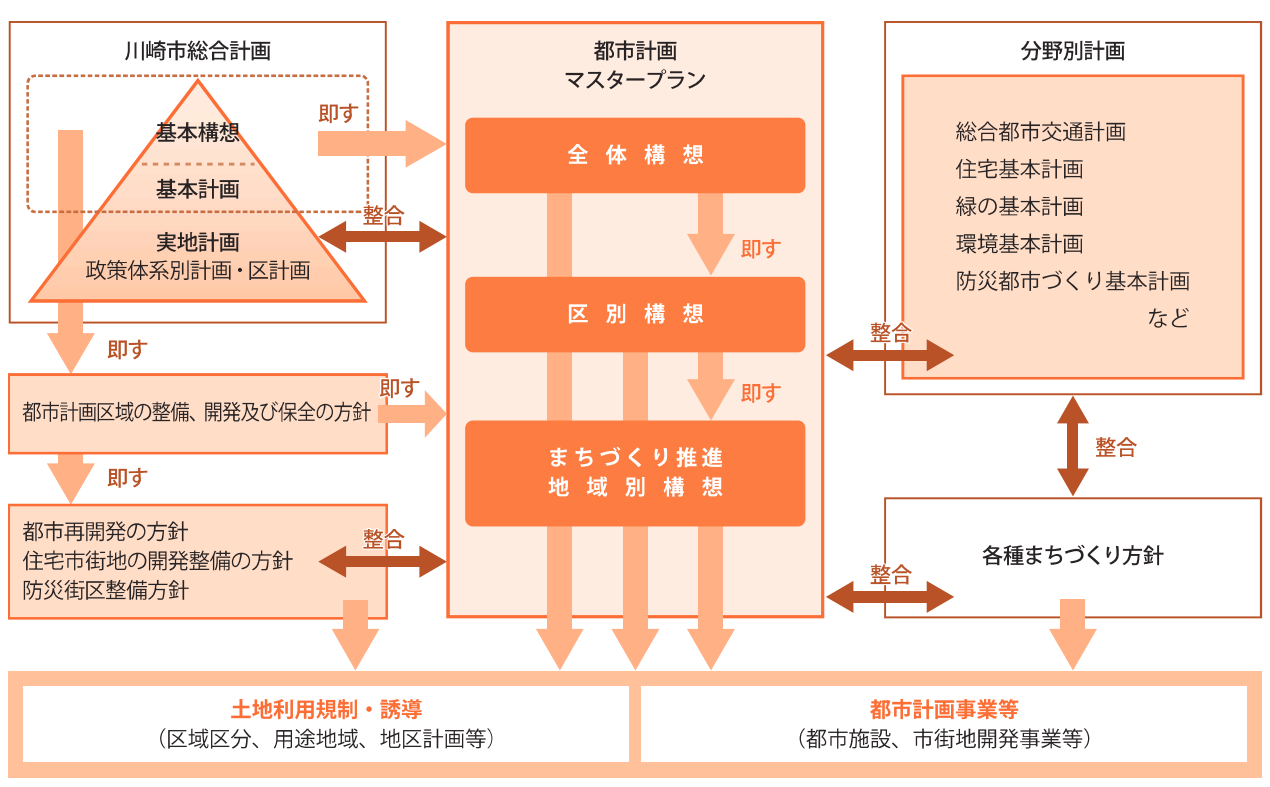 川崎市総合計画
基本構想
基本計画
実地計画
政策体系別計画・区計画
即す
整合
即す
都市計画区域の整備、開発及び保全の方針
即す
即す
都市再開発の方針
住宅市街地の開発整備の方針
防災街区整備方針
整合
都市計画
マスタープラン
全体構想
即す
区別構想
即す
まちづくり推進
地域別構想
分野別計画
総合都市交通計画
住宅基本計画
緑の基本計画
環境基本計画
防災都市づくり基本計画
など
整合
整合
各種まちづくり方針
整合
土地利用規制・誘導
（区域区分、用途地域、地区計画等）
都市計画事業等
（都市施設、市街地開発事業等）